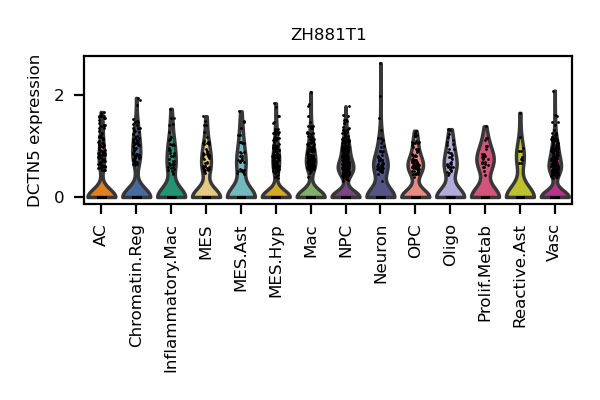 ZH881T1
DCTN5 expression
2
0
AC
Chromatin.Reg
Inflammatory.Mac
MES
MES.Ast
MES.Hyp
Mac
NPC
Neuron
OPC
Oligo
Prolif.Metab
Reactive.Ast
Vasc